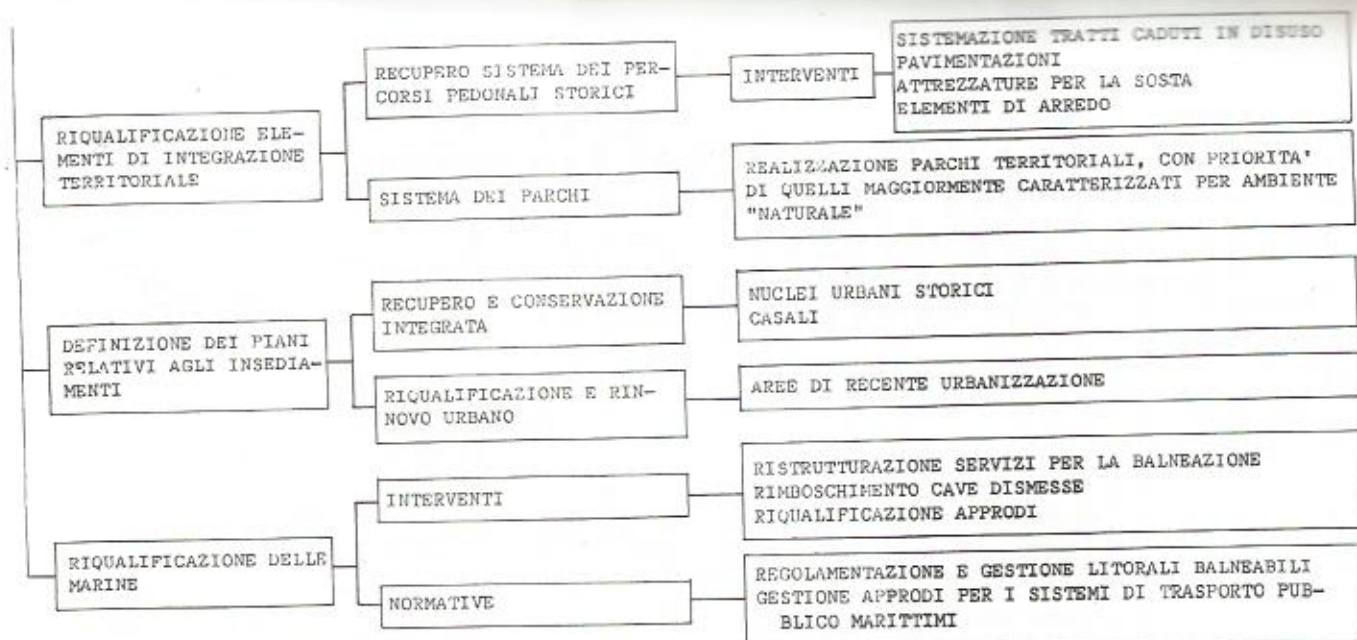 RIQUALIFICAZIONE ELE-
MENTI DI INTEGRAZIONE
TERRITORIALE
RECUPERO SISTEMA DEI PER-
CORSI PEDONALI STORICI
INTERVENTI
SISTEMAZIONE TRATTI CADUTI IN DISUSO
PAVIMENTAZIONI
ATTREZZATURE PER LA SOSTA
ELEMENTI DI ARREDO
SISTEMA DEI PARCHI
REALIZZAZIONE PARCHI TERRITORIALI, CON PRIORITA'
DI QUELLI MAGGIORMENTE CARATTERIZZATI PER AMBIENTE
"NATURALE"
DEFINIZIONE DEI PIANI
RELATIVI AGLI INSEDIA-
MENTI
RECUPERO E CONSERVAZIONE
INTEGRATA
NUCLEI URBANI STORICI
CASALI
RIQUALIFICAZIONE E RIN-
NOVO URBANO
AREE DI RECENTE URBANIZZAZIONE
RIQUALIFICAZIONE DELLE
MARINE
INTERVENTI
RISTRUTTURAZIONE SERVIZI PER LA BALNEAZIONE
RIMBOSCHIMENTO CAVE DISMESSE
RIQUALIFICAZIONE APPRODI
NORMATIVE
REGOLAMENTAZIONE E GESTIONE LITORALI BALNEABILI
GESTIONE APPRODI PER I SISTEMI DI TRASPORTO PUB-
BLICO MARITTIMI